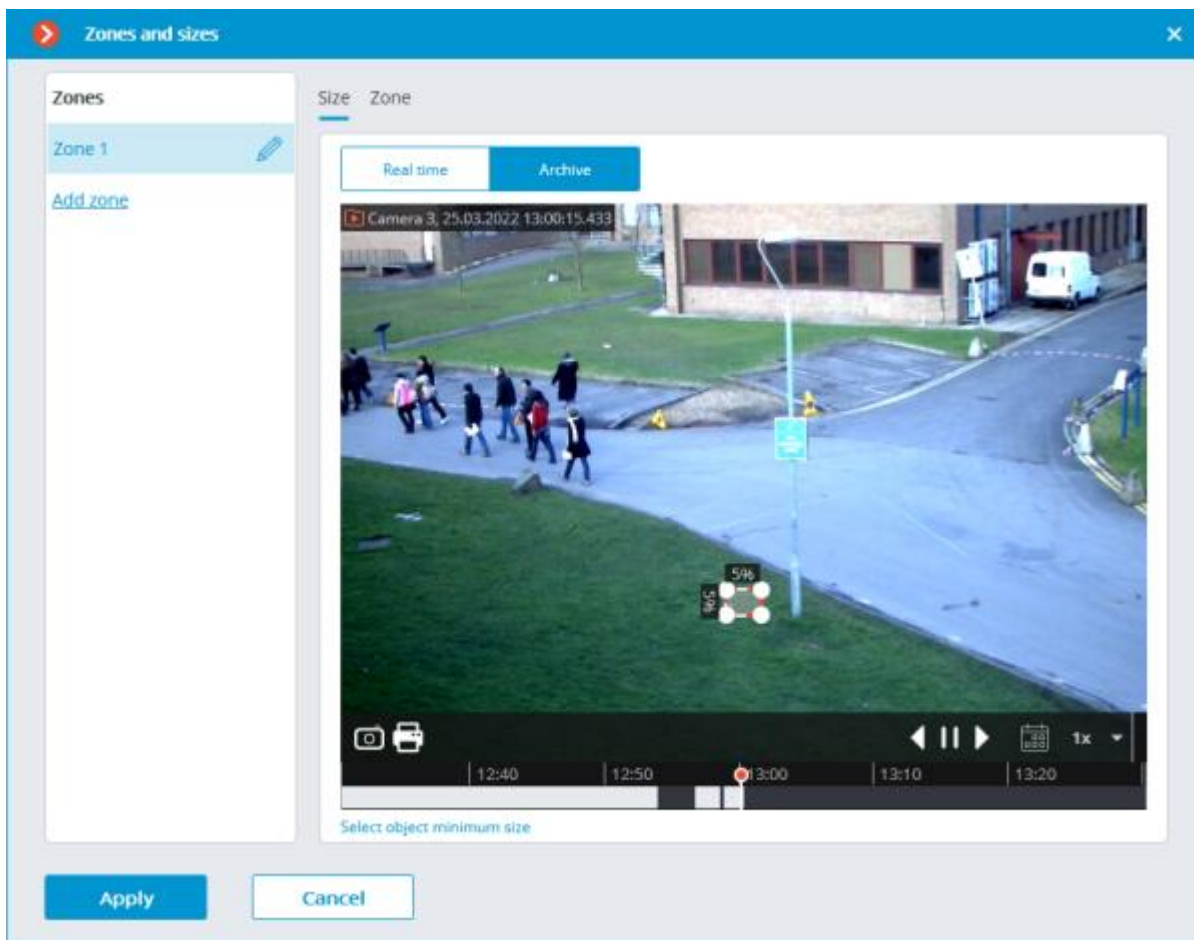 Zones and sizes
Zones
Zone 1
Add zone
Size Zone
Real time Archive
Camera 3, 25.03.2022 13:00:15.433
5%
5%
1x
12:40 12:50 13:00 13:10 13:20
Select object minimum size
Apply Cancel